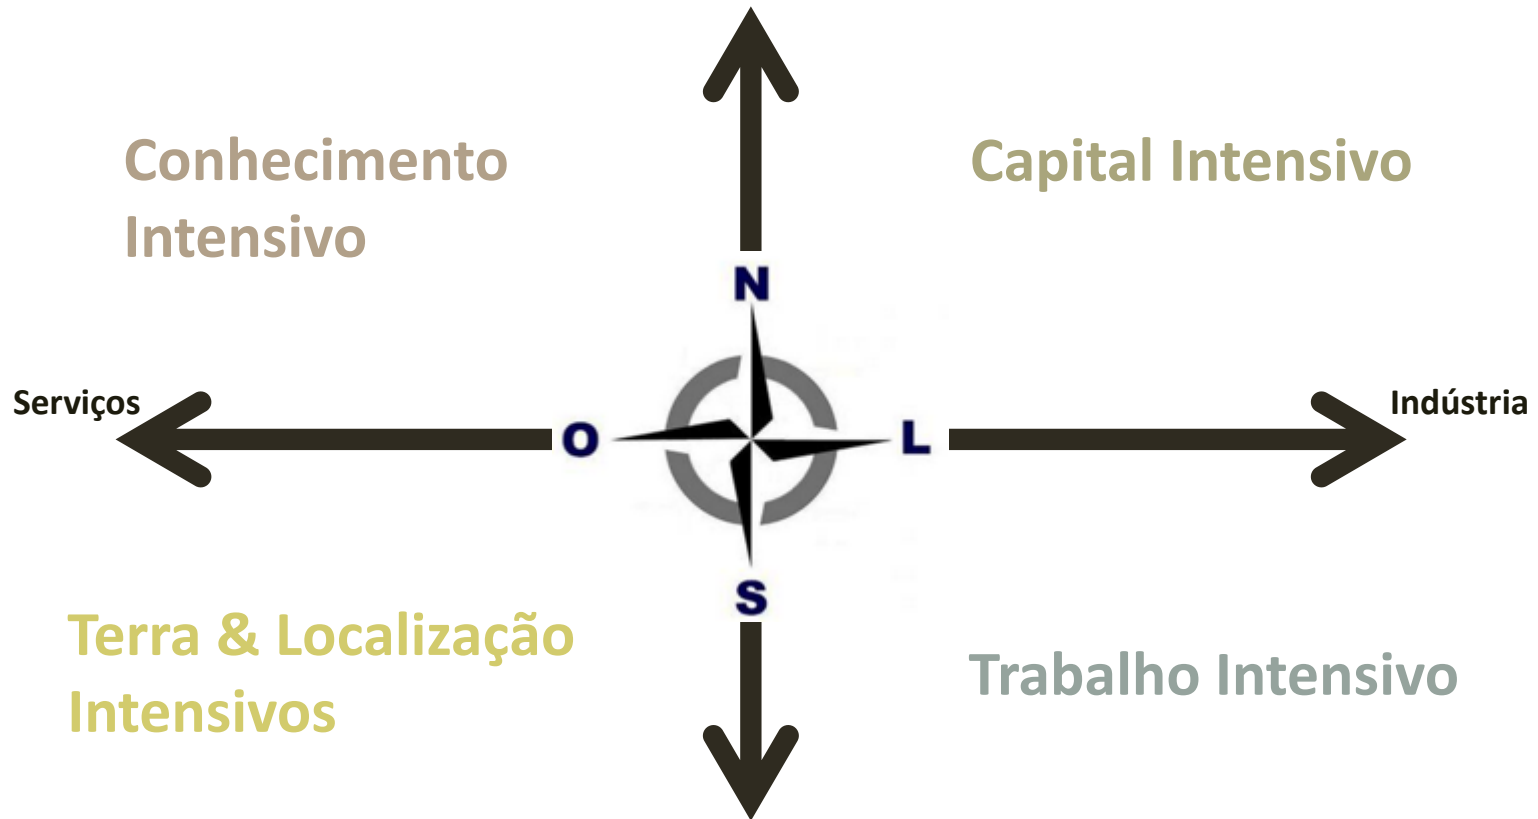 Conhecimento
Intensivo
Capital Intensivo
N
Serviços
O
L
Indústria
S
Terra & Localização
Intensivos
Trabalho Intensivo